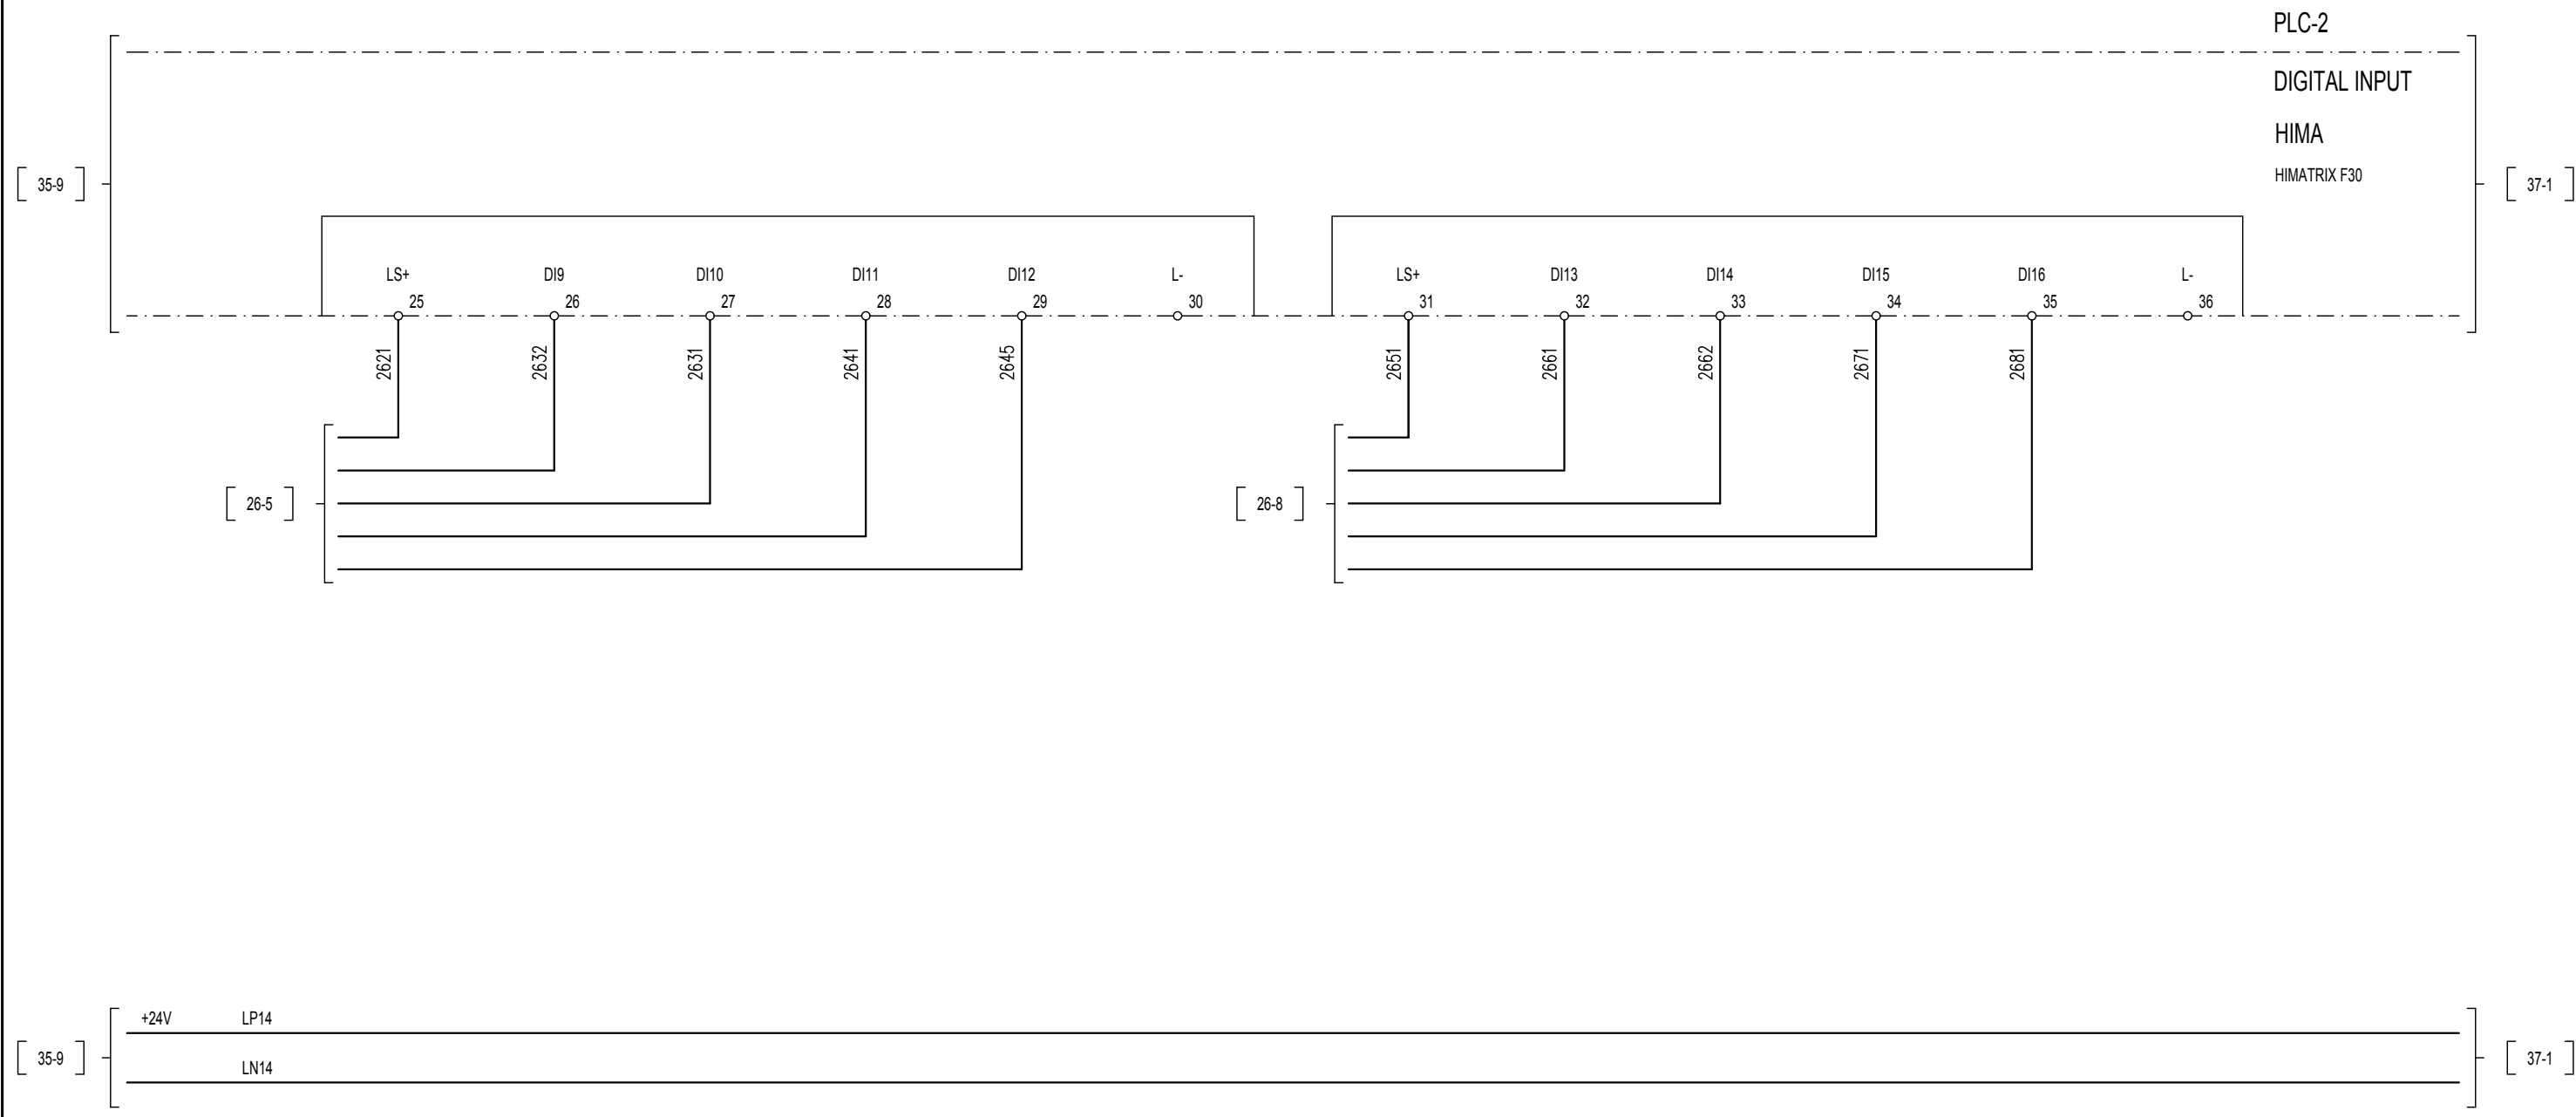 PLC-2
DIGITAL INPUT
HIMA
HIMATRIX F30
35-9
37-1
LS+ DI9 DI10 DI11 DI12 L- LS+ DI13 DI14 DI15 DI16 L-
25 26 27 28 29 30 31 32 33 34 35 36
2621 2632 2631 2641 2645 2651 2661 2662 2671 2681
26-5 26-8
+24V LP14
35-9 37-1
LN14